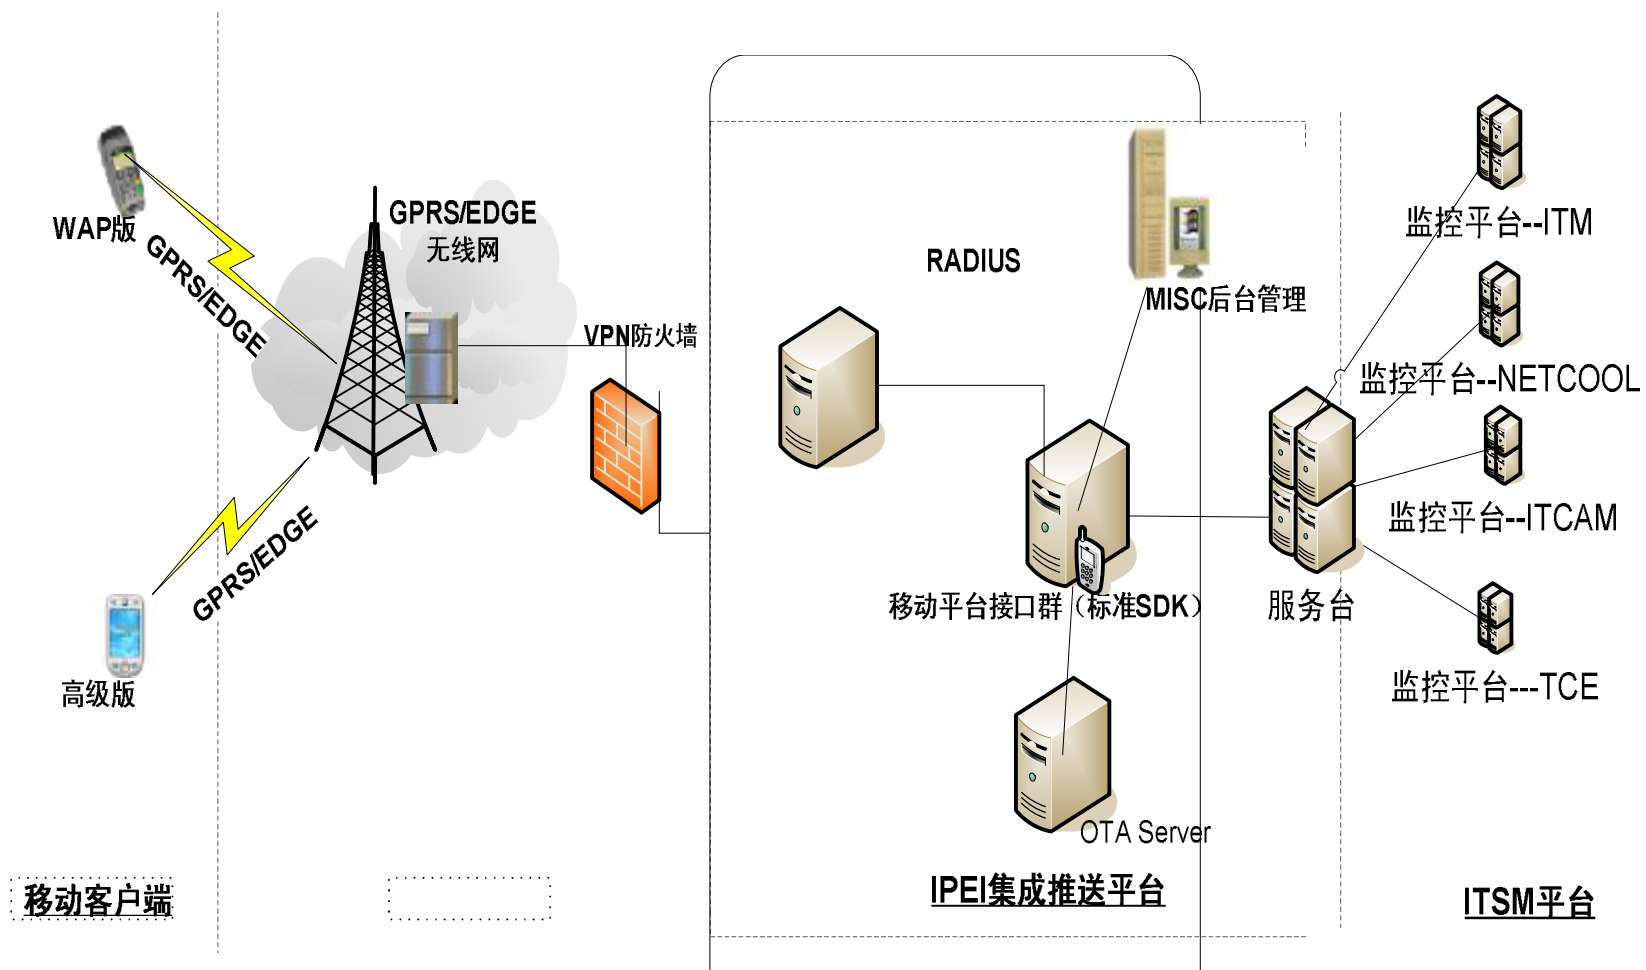 WAP版
GPRS/EDGE
GPRS/EDGE
无线网
VPN防火墙
RADIUS
MISC后台管理
监控平台--ITM
监控平台--NETCOOL
监控平台--ITCAM
监控平台---TCE
GPRS/EDGE
高级版
移动平台接口群（标准SDK）
服务台
OTA Server
移动客户端
IPEI集成推送平台
ITSM平台